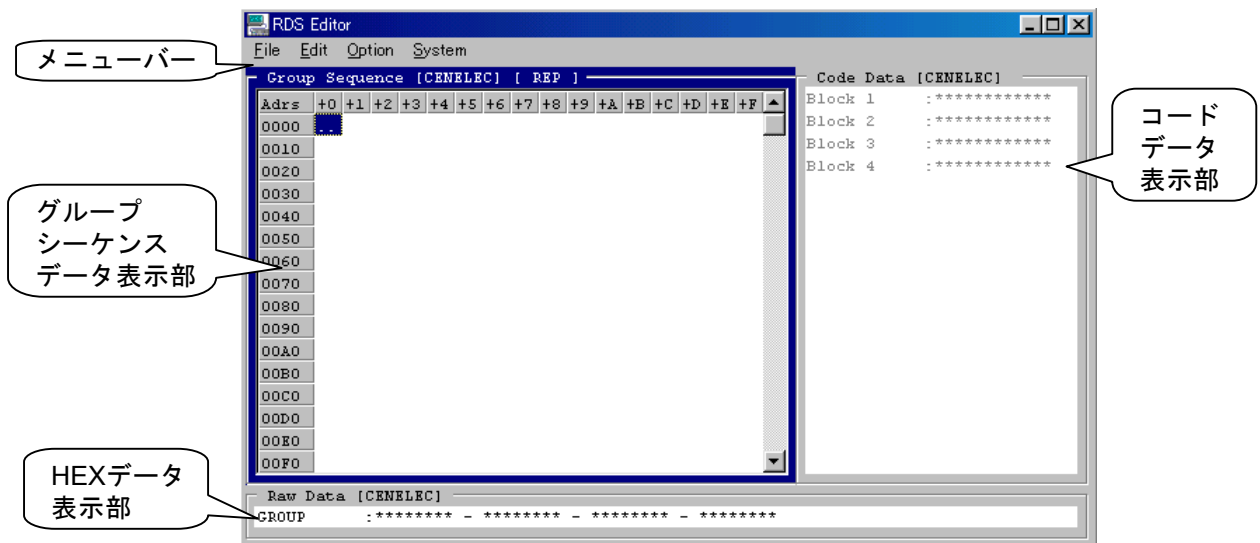 RDS Editor
File Edit Option System
メニューバー
Group Sequence [CENELEC] [ REP ]
Adrs +0 +1 +2 +3 +4 +5 +6 +7 +8 +9 +A +B +C +D +E +F
0000 ..
0010
0020
0030
0040
0050
0060
0070
0080
0090
00A0
00B0
00C0
00D0
00E0
00F0
グループ
シーケンス
データ表示部
Code Data [CENELEC]
Block 1 :************
Block 2 :************
Block 3 :************
Block 4 :************
コード
データ
表示部
HEXデータ
表示部
Raw Data [CENELEC]
GROUP :******** - ******** - ******** - ********